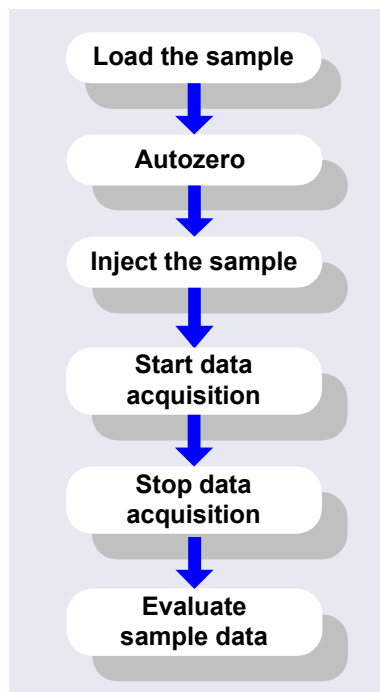 Load the sample
Autozero
Inject the sample
Start data
acquisition
Stop data
acquisition
Evaluate
sample data